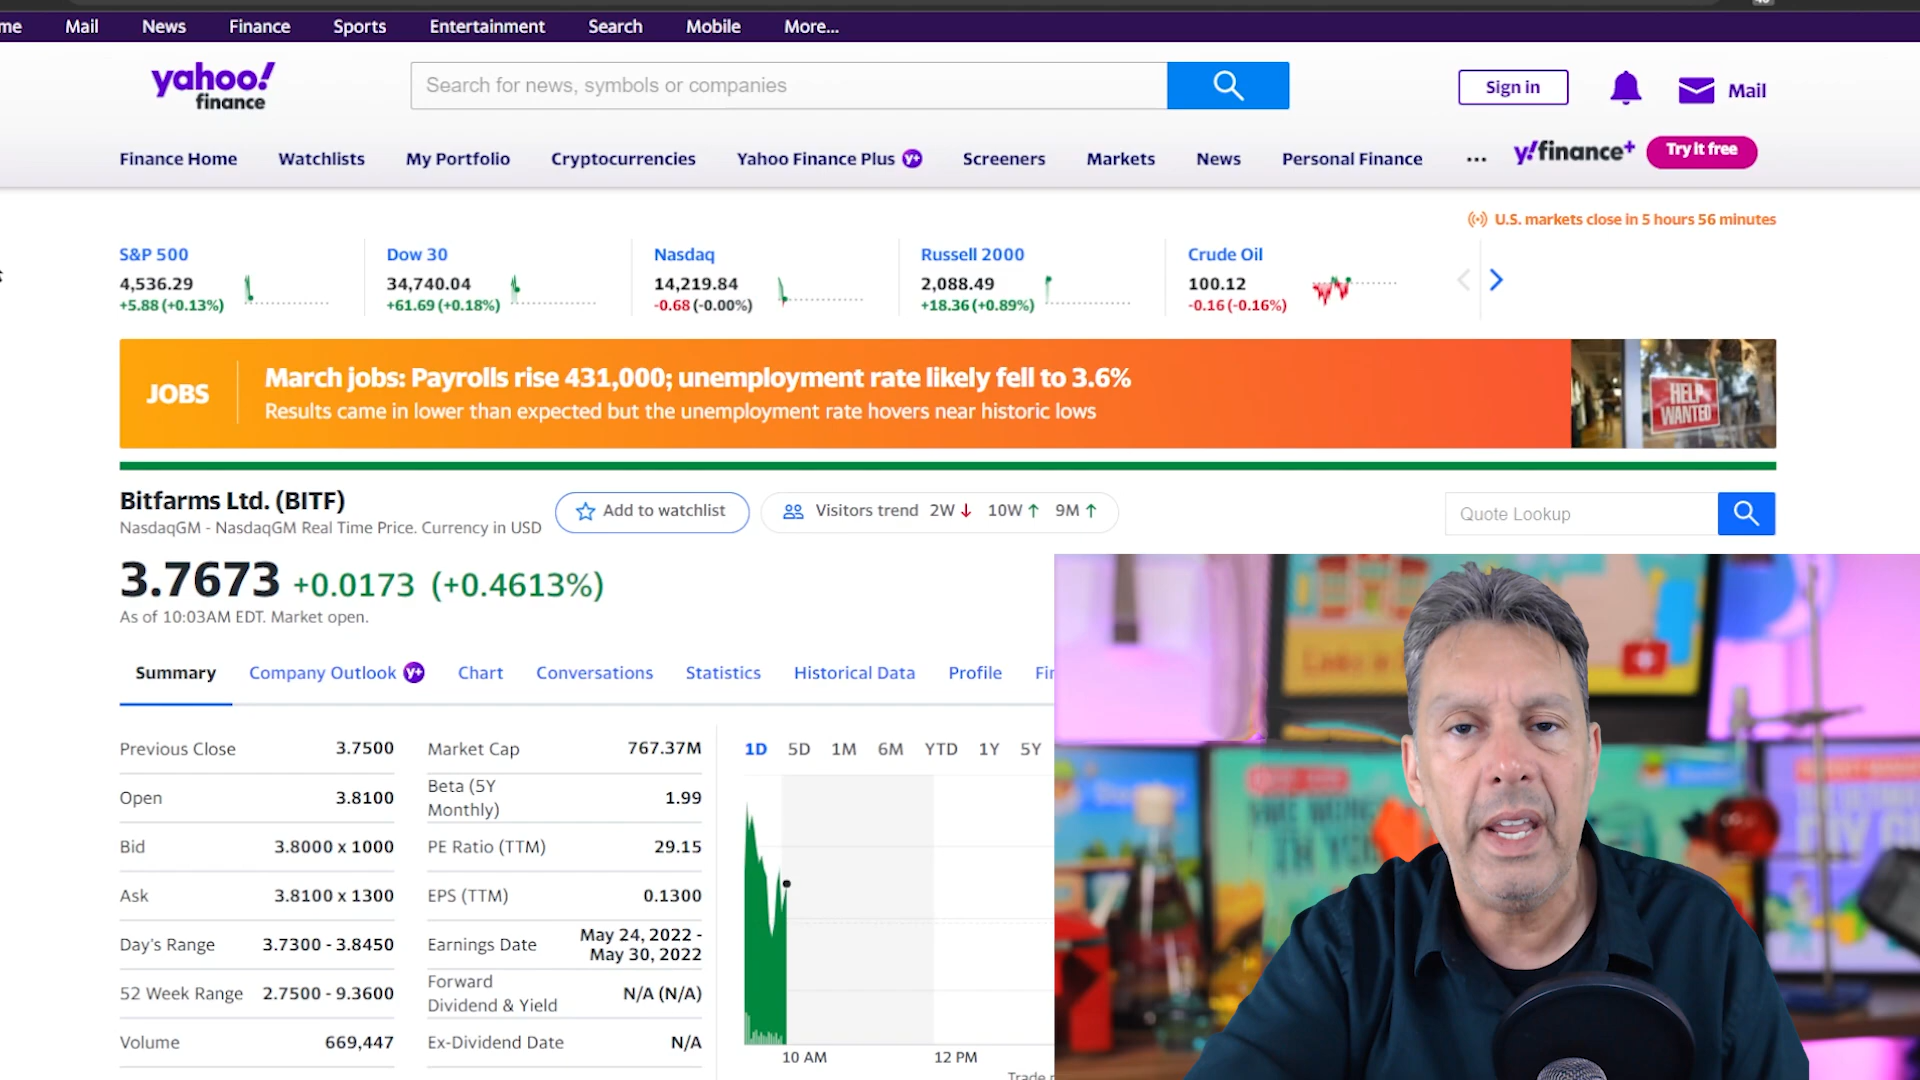 me Mail News Finance Sports Entertainment Search Mobile More...
yahoo! finance
Search for news, symbols or companies
Sign in
Mail
Finance Home Watchlists My Portfolio Cryptocurrencies Yahoo Finance Plus y+ Screeners Markets News Personal Finance ... y!finance+ Try it free
U.S. markets close in 5 hours 56 minutes
S&P 500
4,536.29
+5.88 (+0.13%)
Dow 30
34,740.04
+61.69 (+0.18%)
Nasdaq
14,219.84
-0.68 (-0.00%)
Russell 2000
2,088.49
+18.36 (+0.89%)
Crude Oil
100.12
-0.16 (-0.16%)
JOBS
March jobs: Payrolls rise 431,000; unemployment rate likely fell to 3.6%
Results came in lower than expected but the unemployment rate hovers near historic lows
HELP
WANTED
Bitfarms Ltd. (BITF)
NasdaqGM - NasdaqGM Real Time Price. Currency in USD
Add to watchlist
Visitors trend 2W ↓ 10W ↑ 9M ↑
Quote Lookup
3.7673 +0.0173 (+0.4613%)
As of 10:03AM EDT. Market open.
Summary Company Outlook y+ Chart Conversations Statistics Historical Data Profile Fi
Previous Close 3.7500
Open 3.8100
Bid 3.8000 x 1000
Ask 3.8100 x 1300
Day's Range 3.7300 - 3.8450
52 Week Range 2.7500 - 9.3600
Volume 669,447
Market Cap 767.37M
Beta (5Y
Monthly) 1.99
PE Ratio (TTM) 29.15
EPS (TTM) 0.1300
Earnings Date May 24, 2022 -
May 30, 2022
Forward
Dividend & Yield N/A (N/A)
Ex-Dividend Date N/A
1D 5D 1M 6M YTD 1Y 5Y
10 AM 12 PM
Trade